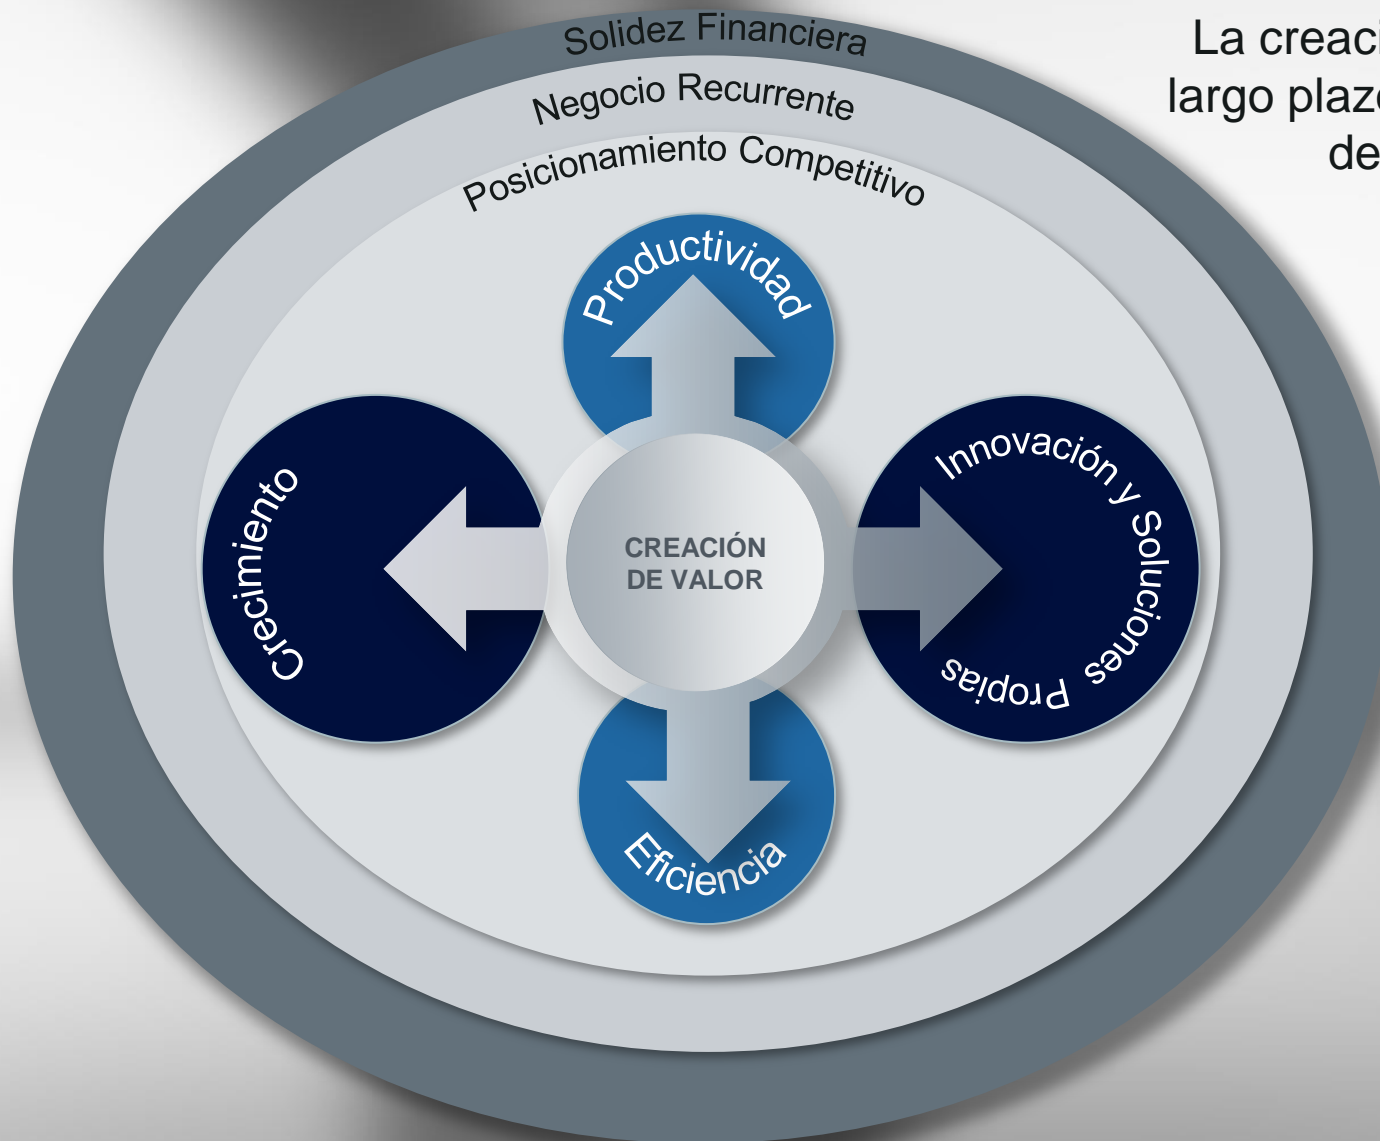 Solidez Financiera
Negocio Recurrente
Posicionamiento Competitivo
La creaci
largo plazo
de
Productividad
Crecimiento
CREACIÓN
DE VALOR
Innovación y Soluciones Propias
Eficiencia